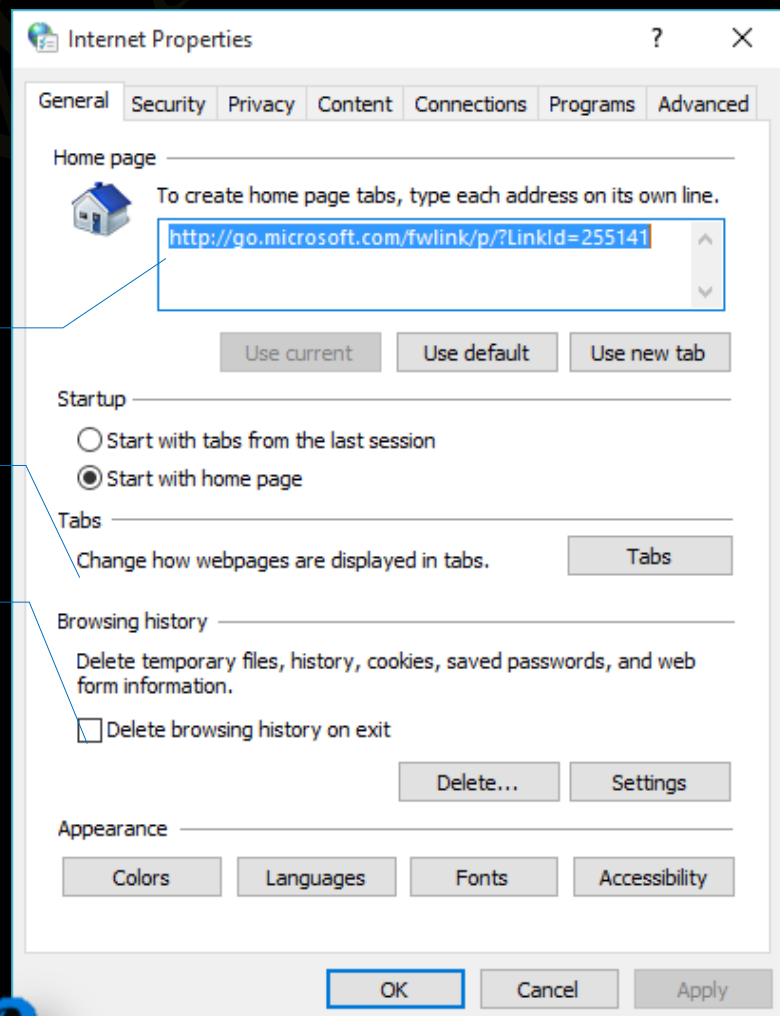 Internet Properties
?
General Security Privacy Content Connections Programs Advanced
Home page
To create home page tabs, type each address on its own line.
http://go.microsoft.com/fwlink/p/?LinkId=255141
Use current Use default Use new tab
Startup
Start with tabs from the last session
Start with home page
Tabs
Change how webpages are displayed in tabs. Tabs
Browsing history
Delete temporary files, history, cookies, saved passwords, and web
form information.
Delete browsing history on exit
Delete... Settings
Appearance
Colors Languages Fonts Accessibility
OK Cancel Apply